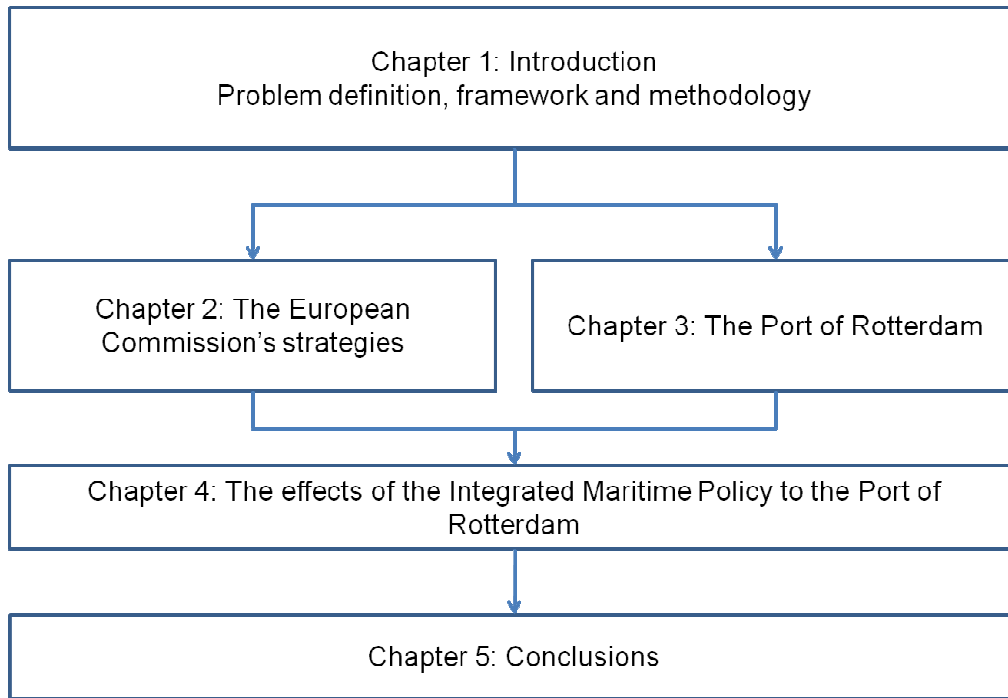 Chapter 1: Introduction
Problem definition, framework and methodology
Chapter 2: The European
Commission’s strategies
Chapter 3: The Port of Rotterdam
Chapter 4: The effects of the Integrated Maritime Policy to the Port of
Rotterdam
Chapter 5: Conclusions